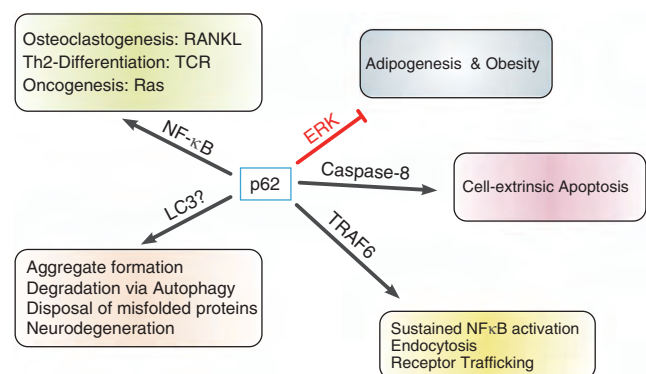 Osteoclastogenesis: RANKL
Th2-Differentiation: TCR
Oncogenesis: Ras
Adipogenesis & Obesity
NF-κB
ERK
p62
Caspase-8
Cell-extrinsic Apoptosis
LC3?
TRAF6
Aggregate formation
Degradation via Autophagy
Disposal of misfolded proteins
Neurodegeneration
Sustained NFκB activation
Endocytosis
Receptor Trafficking